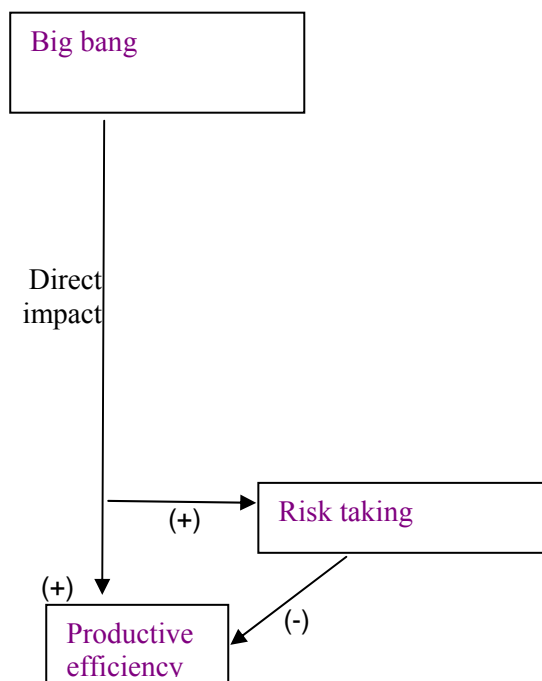 Big bang
Direct
impact
(+)
Risk taking
(+)
(-)
Productive
efficiency